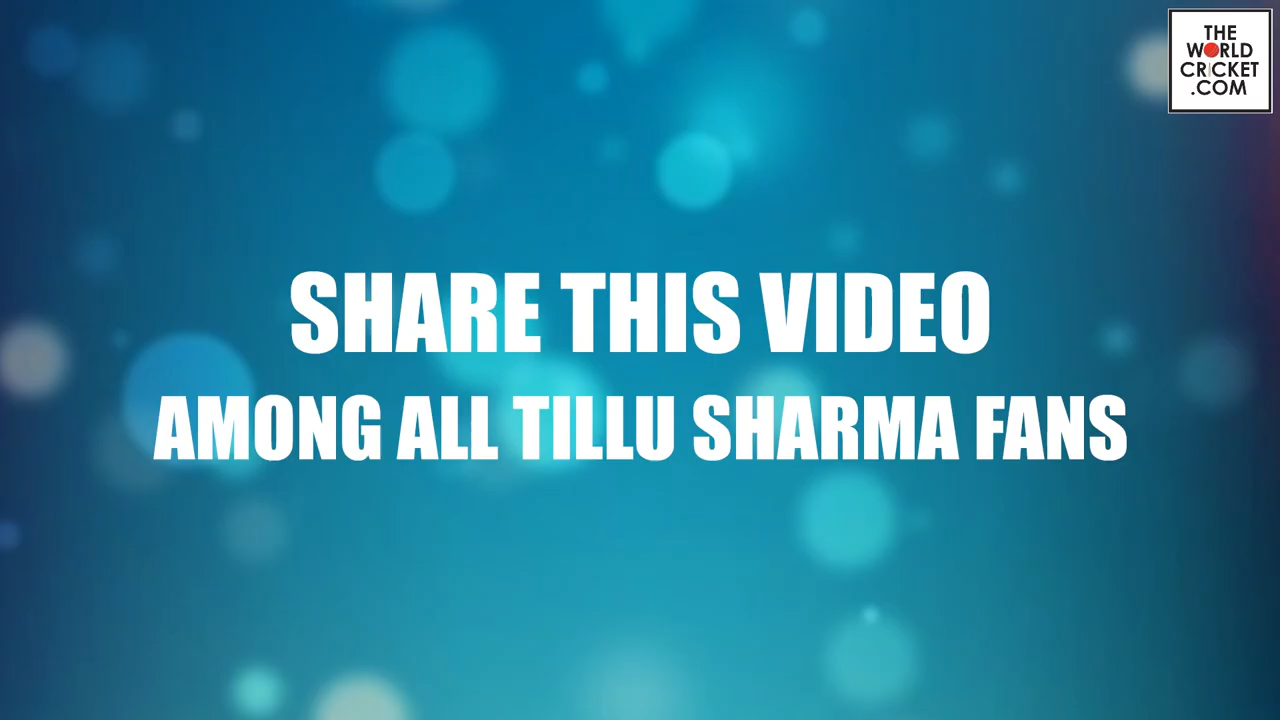 THE
WORLD
CRICKET
.COM
SHARE THIS VIDEO
AMONG ALL TILLU SHARMA FANS